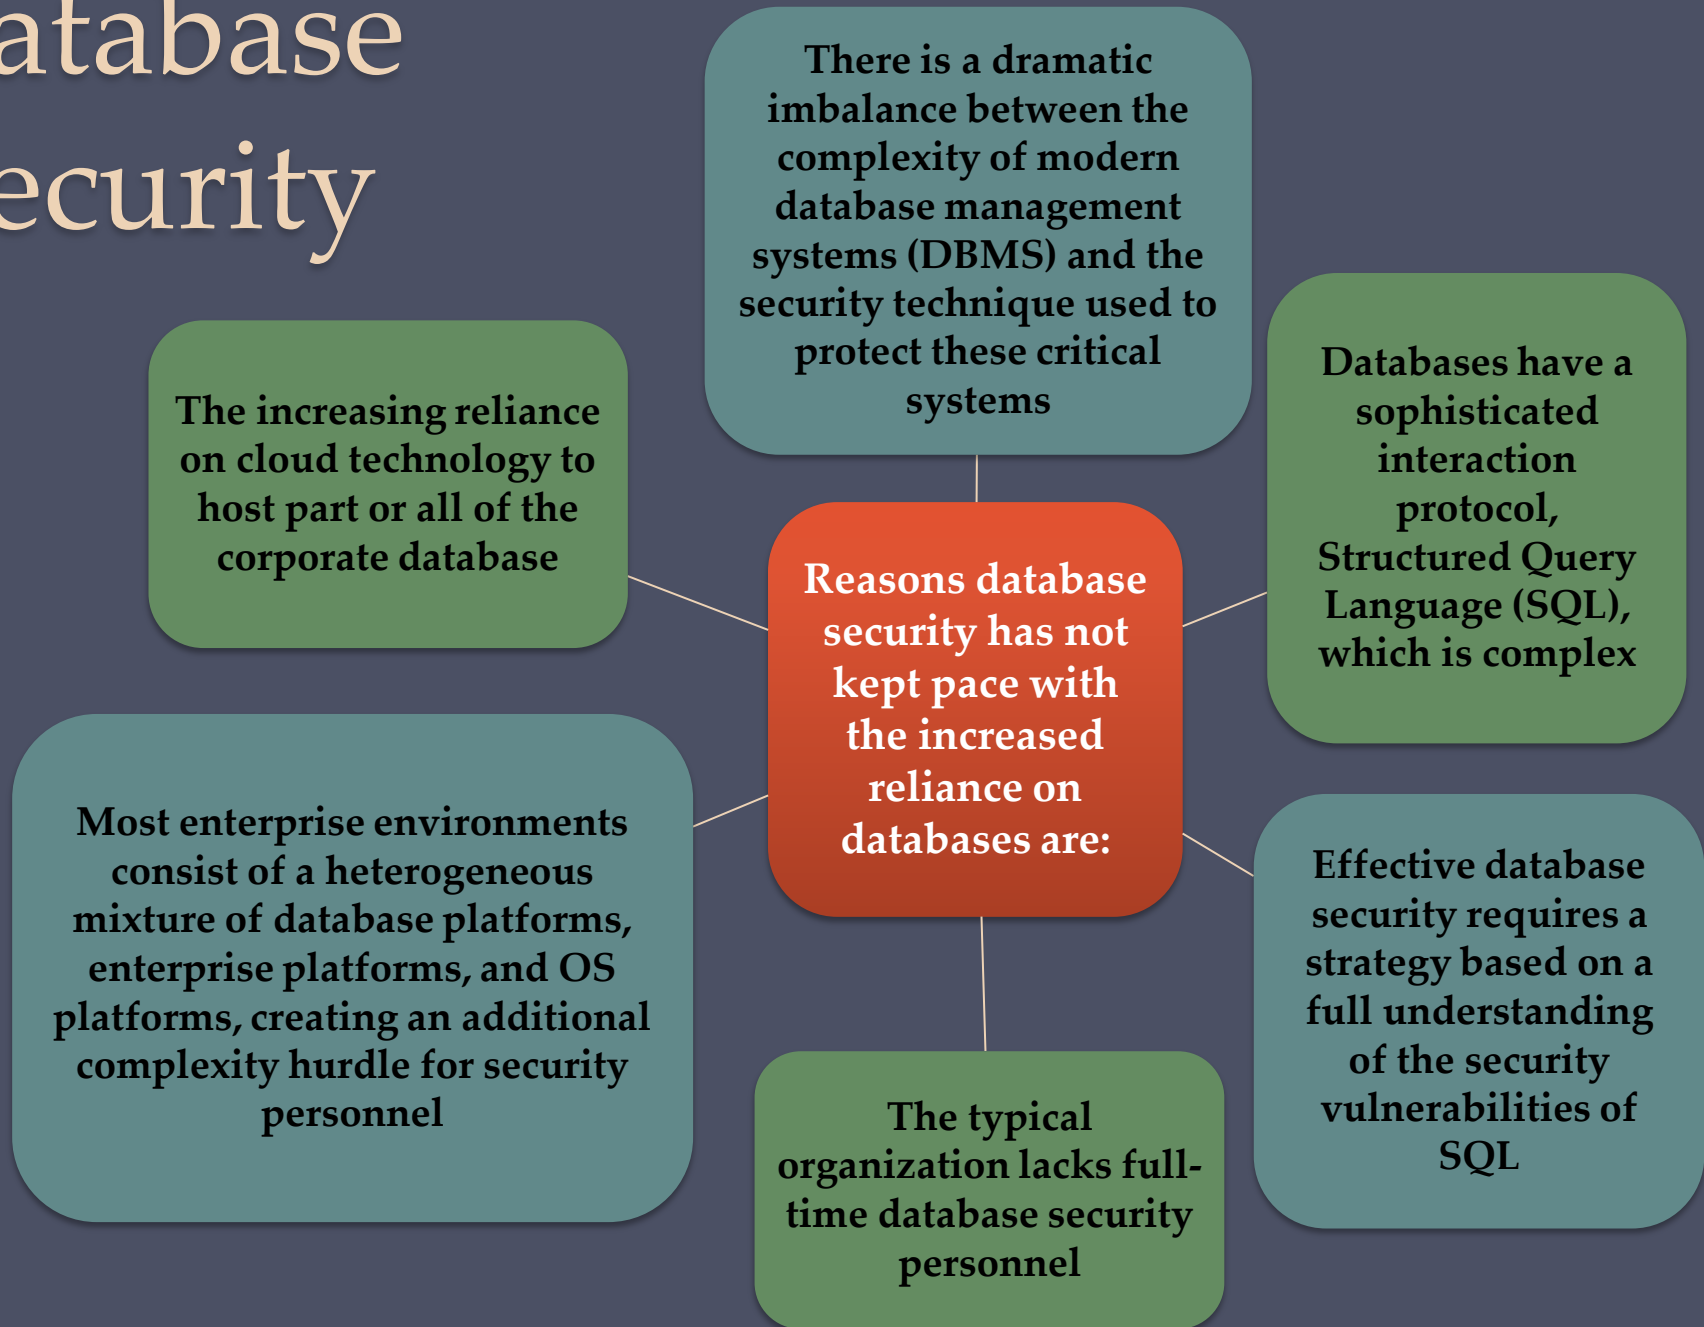 atabase
ecurity
There is a dramatic
imbalance between the
complexity of modern
database management
systems (DBMS) and the
security technique used to
protect these critical
systems
The increasing reliance
on cloud technology to
host part or all of the
corporate database
Databases have a
sophisticated
interaction
protocol,
Structured Query
Language (SQL),
which is complex
Reasons database
security has not
kept pace with
the increased
reliance on
databases are:
Most enterprise environments
consist of a heterogeneous
mixture of database platforms,
enterprise platforms, and OS
platforms, creating an additional
complexity hurdle for security
personnel
Effective database
security requires a
strategy based on a
full understanding
of the security
vulnerabilities of
SQL
The typical
organization lacks full-
time database security
personnel